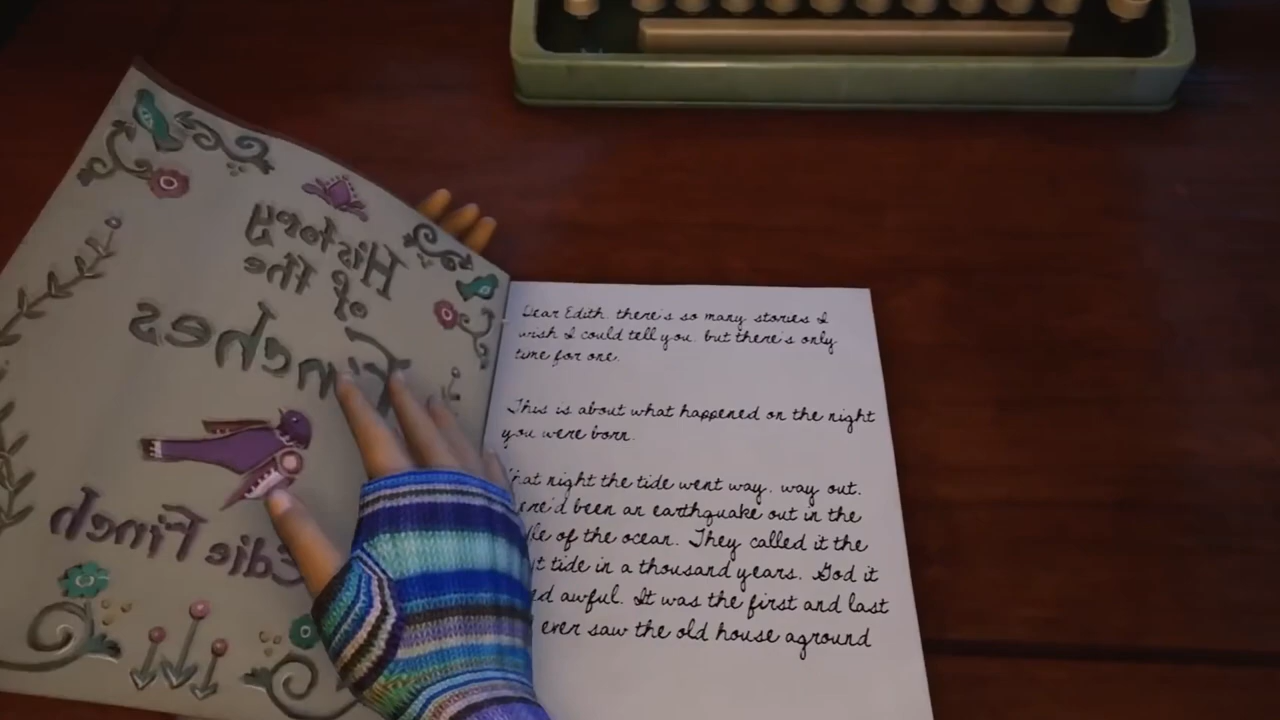 History
of the
Finches
Edie Finch
Dear Edith, there's so many stories I
wish I could tell you, but there's only
time for one.
This is about what happened on the night
you were born.
that night the tide went way, way out.
been an earthquake out in the
of the ocean. They called it the
tide in a thousand years. God it
awful. It was the first and last
ever saw the old house aground